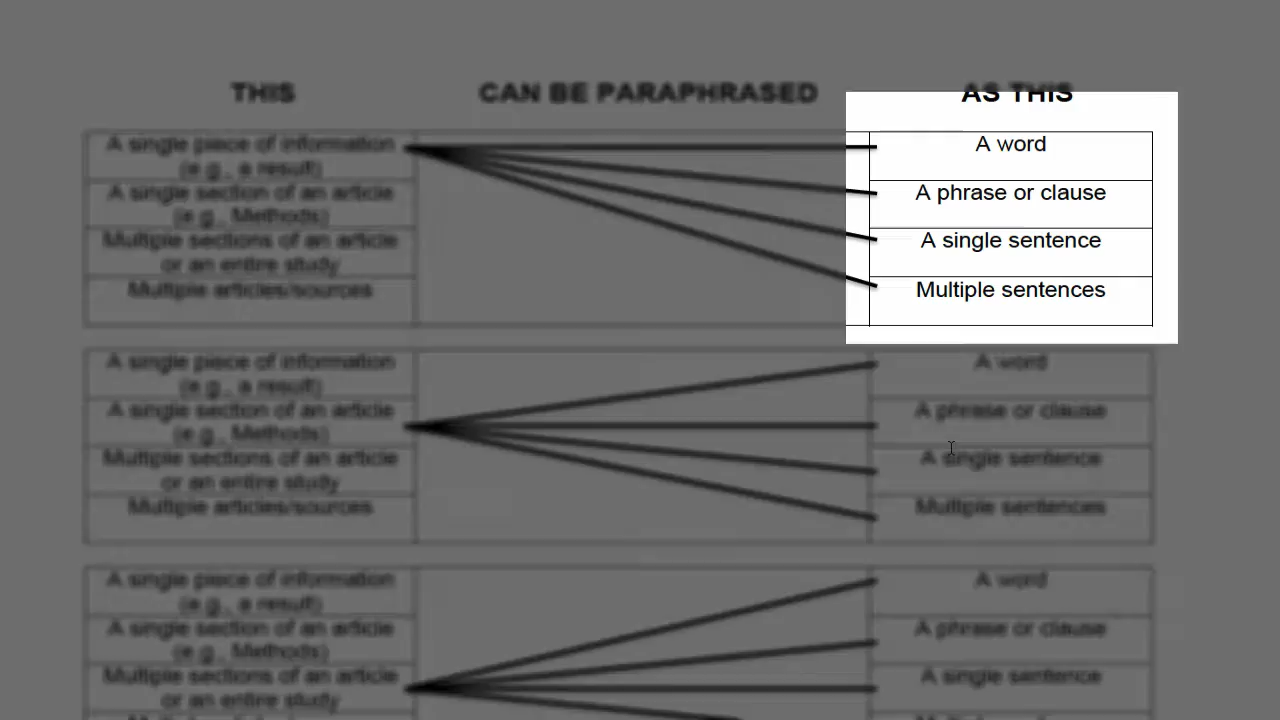 THIS CAN BE PARAPHRASED AS THIS
A single piece of information
(e.g., a result)
A single section of an article
(e.g., Methods)
Multiple sections of an article
or an entire study
Multiple articles/sources
A word
A phrase or clause
A single sentence
Multiple sentences
A single piece of information
(e.g., a result)
A single section of an article
(e.g., Methods)
Multiple sections of an article
or an entire study
Multiple articles/sources
A word
A phrase or clause
A single sentence
Multiple sentences
A single piece of information
(e.g., a result)
A single section of an article
(e.g., Methods)
Multiple sections of an article
or an entire study
A word
A phrase or clause
A single sentence